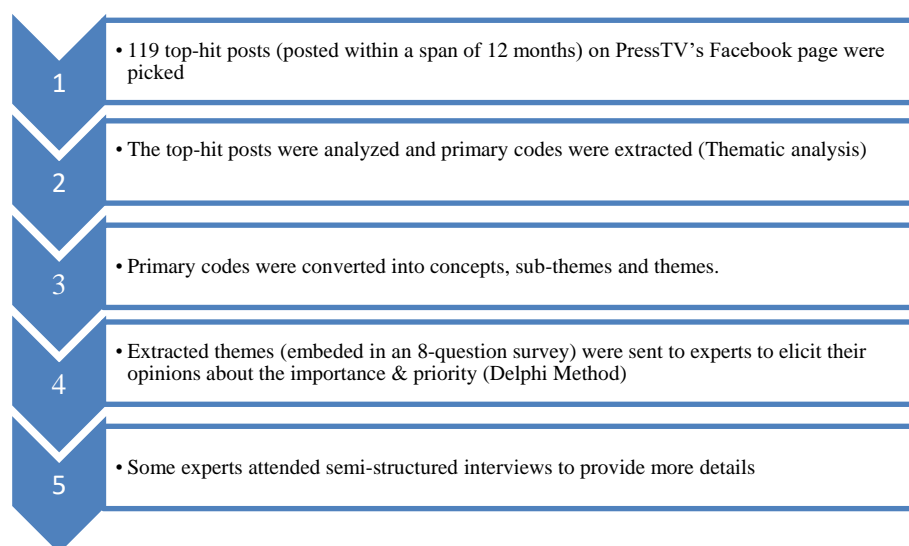 1
• 119 top-hit posts (posted within a span of 12 months) on PressTV's Facebook page were
picked
2
• The top-hit posts were analyzed and primary codes were extracted (Thematic analysis)
3
• Primary codes were converted into concepts, sub-themes and themes.
4
• Extracted themes (embeded in an 8-question survey) were sent to experts to elicit their
opinions about the importance & priority (Delphi Method)
5
• Some experts attended semi-structured interviews to provide more details